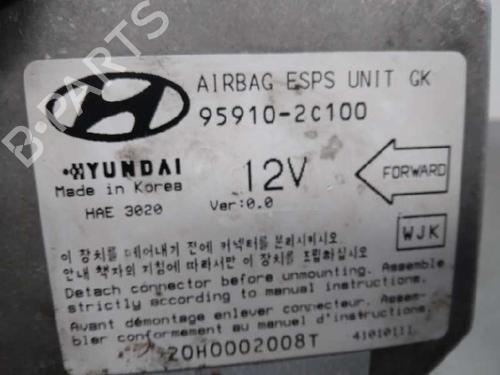 AIRBAG ESPS UNIT GK
95910-2C100
HYUNDAI
Made in Korea
12V
FORWARD
HAE 3020
Ver:0.0
WJK
이 장치를 떼어내기 전에 커넥터를 분리하십시오
안내 책자의 지침에 따라서만 이 장치를 조립하십시오
Detach connector before unmounting. Assemble
strictly according to manual instructions.
Avant démontage enlever connecteur. Assem-
bler conformement au manuel d'instructions.
20H0002008T
41010111
B-PARTS